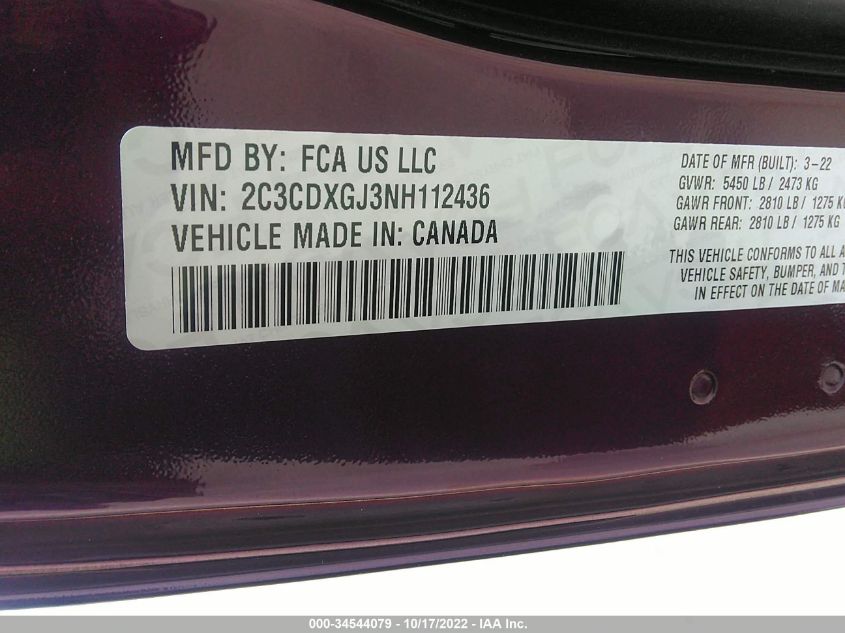 MFD BY: FCA US LLC
VIN: 2C3CDXGJ3NH112436
VEHICLE MADE IN: CANADA
DATE OF MFR (BUILT): 3-22
GVWR: 5450 LB / 2473 KG
GAWR FRONT: 2810 LB / 1275 KG
GAWR REAR: 2810 LB / 1275 KG
THIS VEHICLE CONFORMS TO ALL A
VEHICLE SAFETY, BUMPER, AND T
IN EFFECT ON THE DATE OF MA
000-34544079 - 10/17/2022 - IAA Inc.